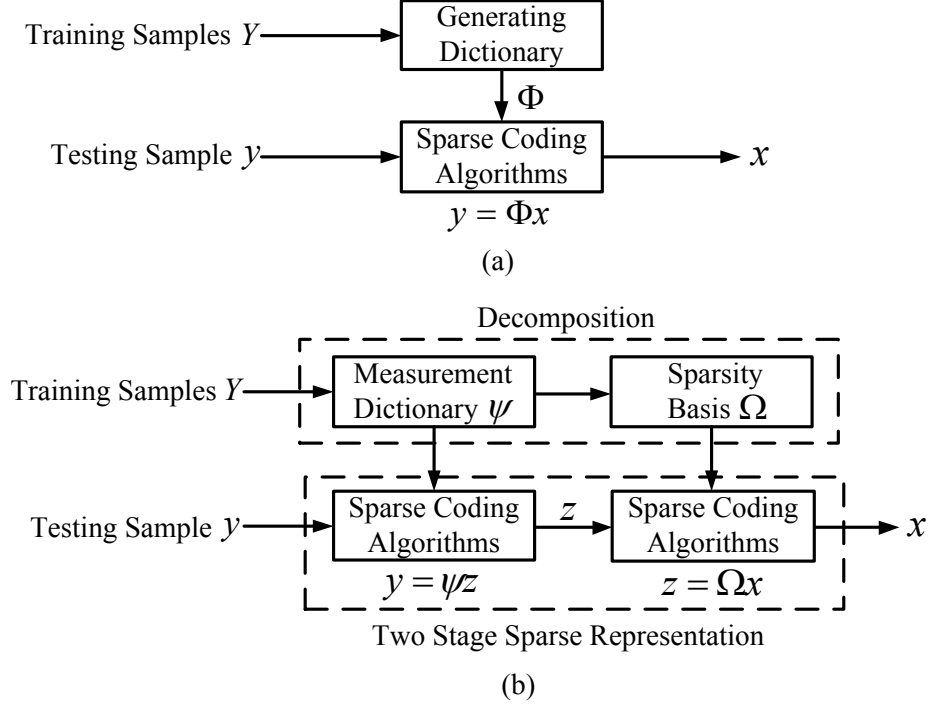 Training Samples Y
Generating
Dictionary
Φ
Testing Sample y
Sparse Coding
Algorithms
x
y = Φx
(a)
Decomposition
Training Samples Y
Measurement
Dictionary ψ
Sparsity
Basis Ω
Testing Sample y
Sparse Coding
Algorithms
z
Sparse Coding
Algorithms
x
y = ψz
z = Ωx
Two Stage Sparse Representation
(b)